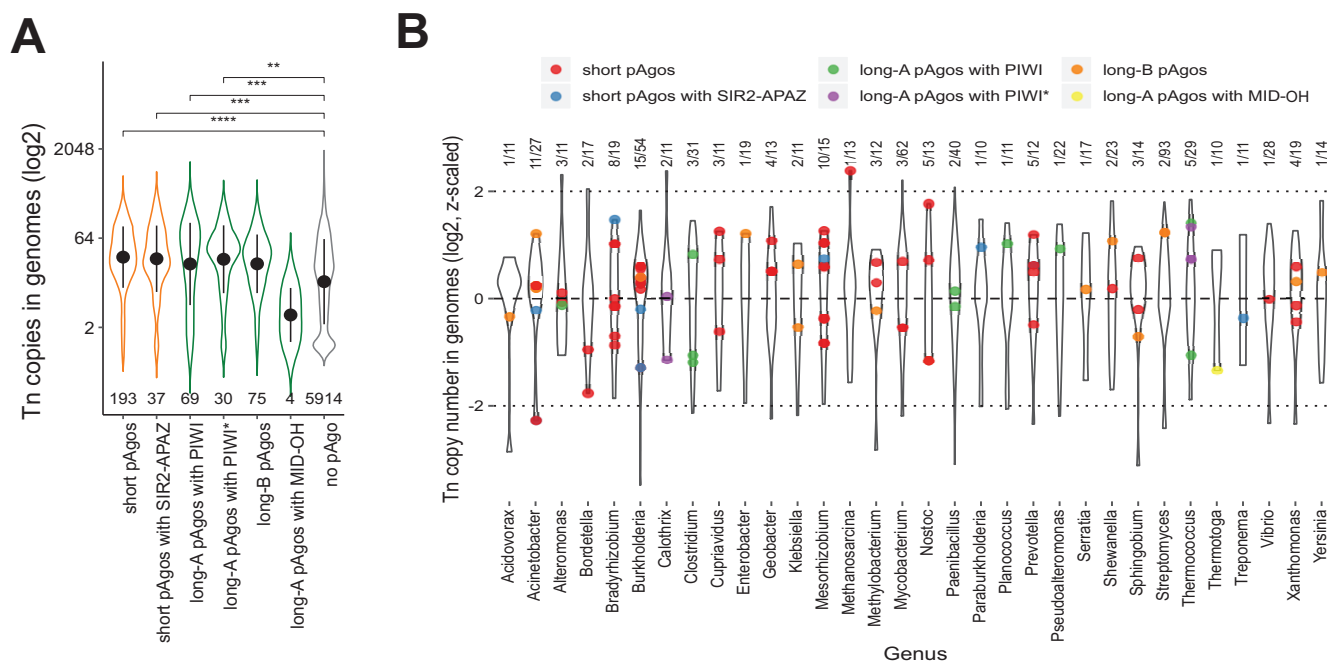 A
B
short pAgos
long-A pAgos with PIWI
long-B pAgos
short pAgos with SIR2-APAZ
long-A pAgos with PIWI*
long-A pAgos with MID-OH
Tn copies in genomes (log2)
2048
64
2
**
***
***
****
193 37 69 30 75 4 5914
short pAgos
short pAgos with SIR2-APAZ
long-A pAgos with PIWI
long-A pAgos with PIWI*
long-B pAgos
long-A pAgos with MID-OH
no pAgo
Tn copy number in genomes (log2, z-scaled)
2
0
-2
1/11
11/27
3/11
2/17
8/19
15/54
2/11
3/31
3/11
1/19
4/13
2/11
10/15
1/13
3/12
3/62
5/13
2/40
1/10
1/11
5/12
1/22
1/17
2/23
3/14
2/93
5/29
1/10
1/11
1/28
4/19
1/14
Acidovorax
Acinetobacter
Alteromonas
Bordetella
Bradyrhizobium
Burkholderia
Calothrix
Clostridium
Cupriavidus
Enterobacter
Geobacter
Klebsiella
Mesorhizobium
Methanosarcina
Methylobacterium
Mycobacterium
Nostoc
Paenibacillus
Paraburkholderia
Planococcus
Prevotella
Pseudoalteromonas
Serratia
Shewanella
Sphingobium
Streptomyces
Thermococcus
Thermotoga
Treponema
Vibrio
Xanthomonas
Yersinia
Genus